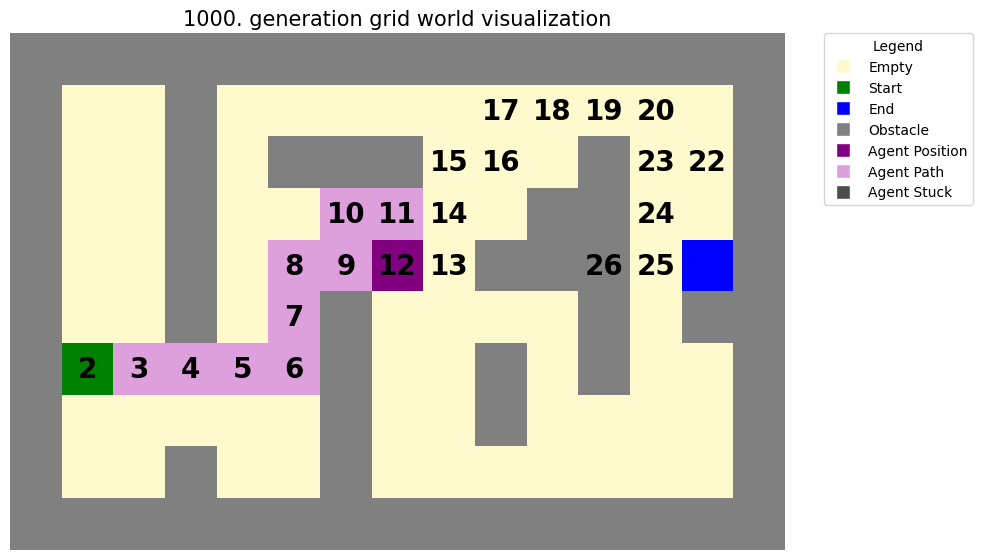 1000. generation grid world visualization
Legend
Empty
Start
End
Obstacle
Agent Position
Agent Path
Agent Stuck
17 18 19 20
15 16 23 22
10 11 14 24
8 9 12 13 26 25
7
2 3 4 5 6